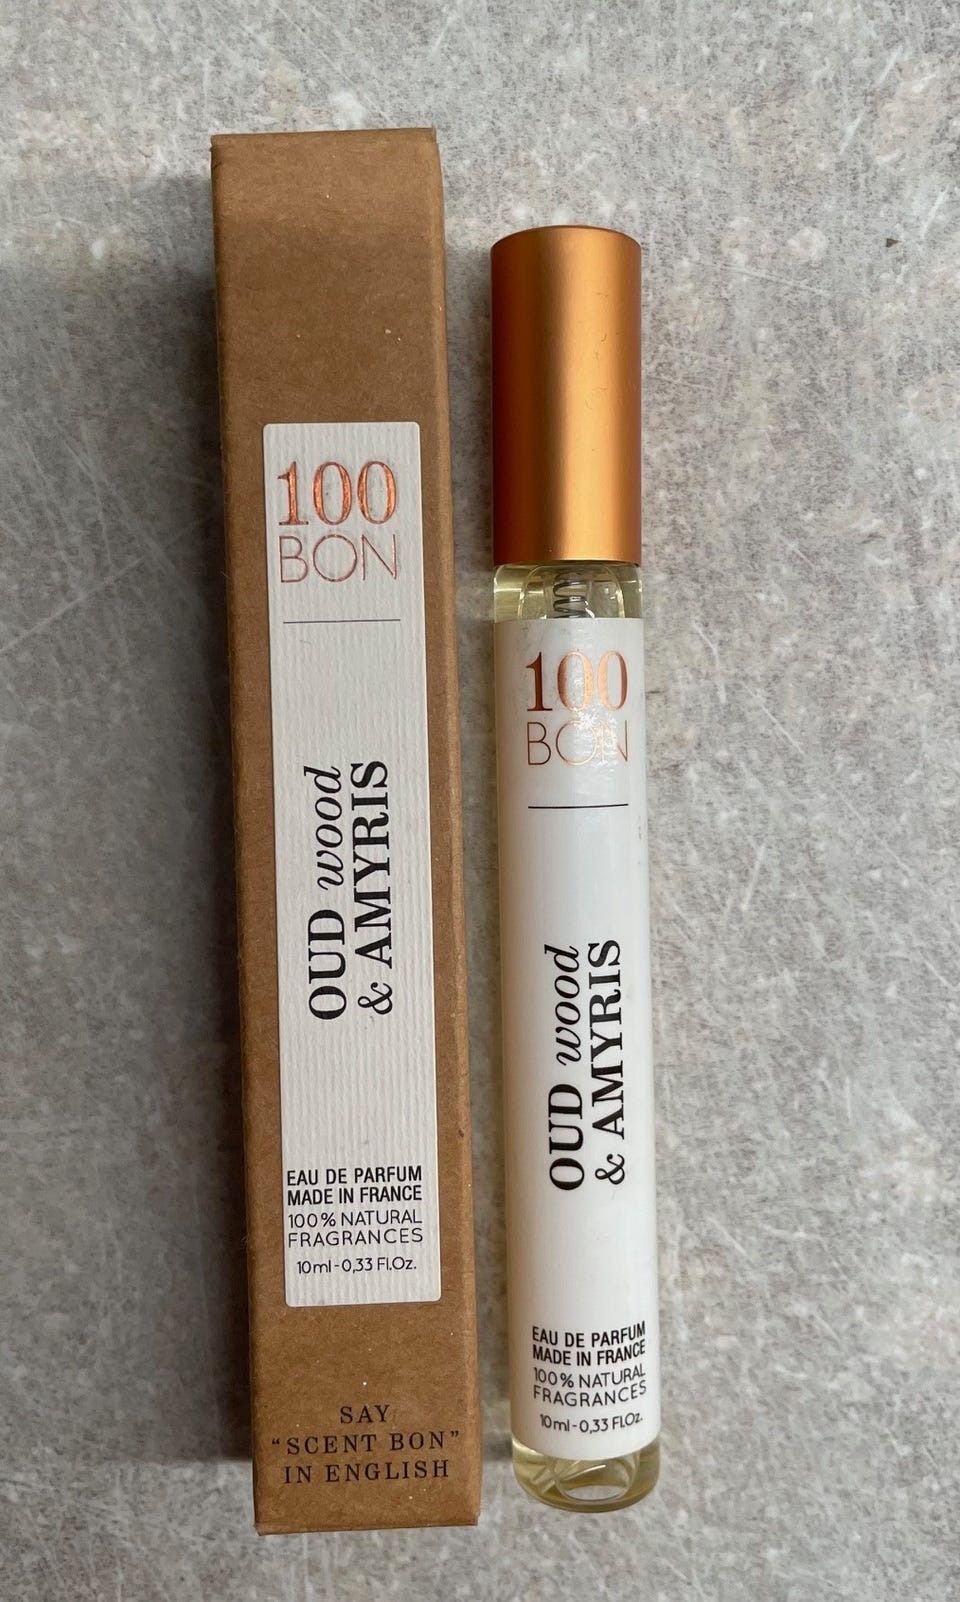 100
BON
OUD wood
& AMYRIS
EAU DE PARFUM
MADE IN FRANCE
100% NATURAL
FRAGRANCES
10ml-0,33 Fl.Oz.
SAY
“SCENT BON”
IN ENGLISH
100
BON
OUD wood
& AMYRIS
EAU DE PARFUM
MADE IN FRANCE
100% NATURAL
FRAGRANCES
10ml-0,33 Fl.Oz.